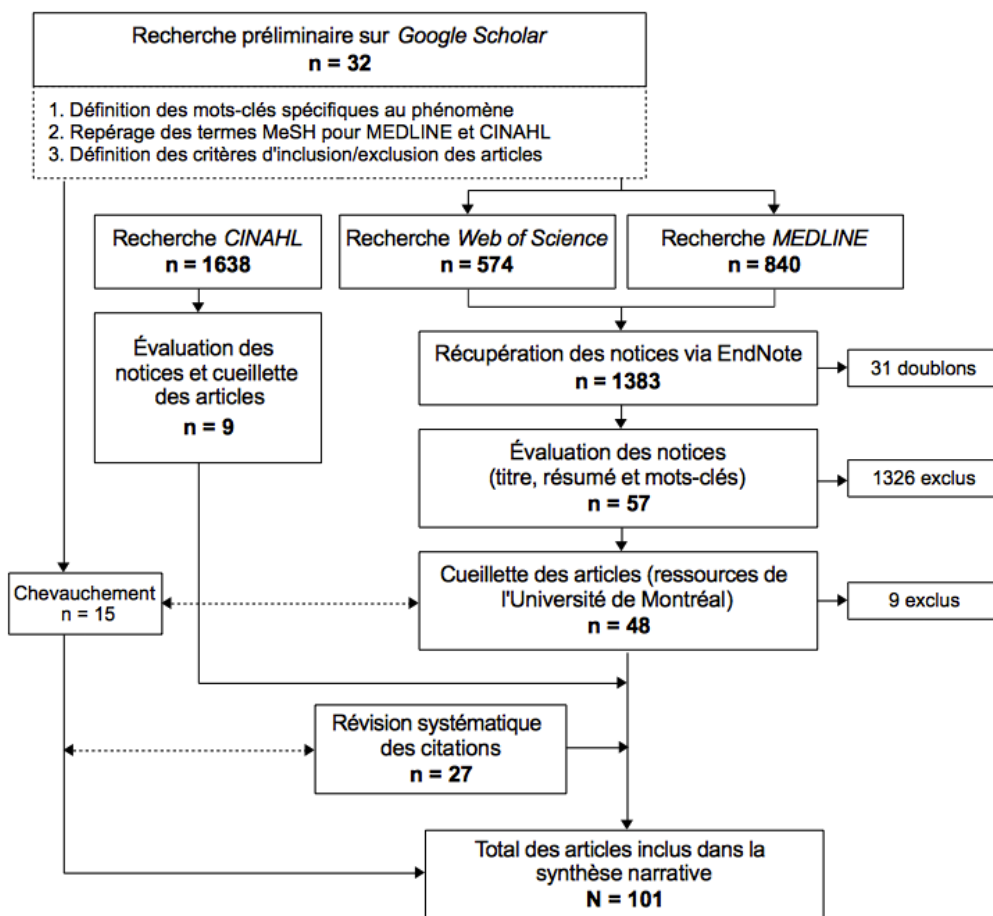 Recherche préliminaire sur Google Scholar
n = 32
1. Définition des mots-clés spécifiques au phénomène
2. Repérage des termes MeSH pour MEDLINE et CINAHL
3. Définition des critères d'inclusion/exclusion des articles
Recherche CINAHL
n = 1638
Recherche Web of Science
n = 574
Recherche MEDLINE
n = 840
Évaluation des
notices et cueillette
des articles
n = 9
Récupération des notices via EndNote
n = 1383
31 doublons
Évaluation des notices
(titre, résumé et mots-clés)
n = 57
1326 exclus
Chevauchement
n = 15
Cueillette des articles (ressources de
l'Université de Montréal)
n = 48
9 exclus
Révision systématique
des citations
n = 27
Total des articles inclus dans la
synthèse narrative
N = 101